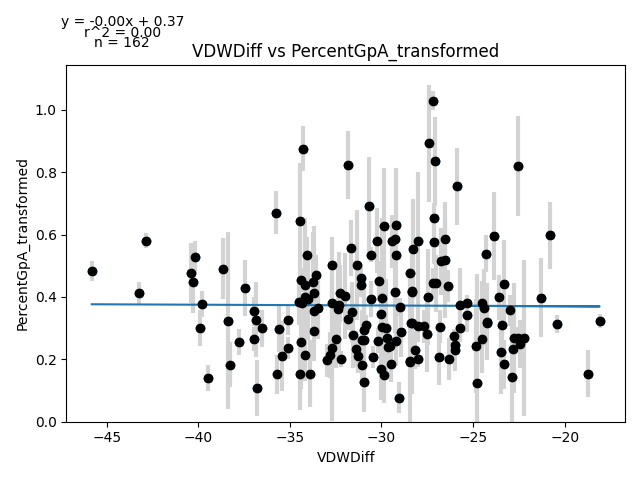 y = -0.00x + 0.37
r^2 = 0.00
n = 162
VDWDiff vs PercentGpA_transformed
1.0
0.8
0.6
0.4
0.2
0.0
PercentGpA_transformed
−45
−40
−35
−30
−25
−20
VDWDiff